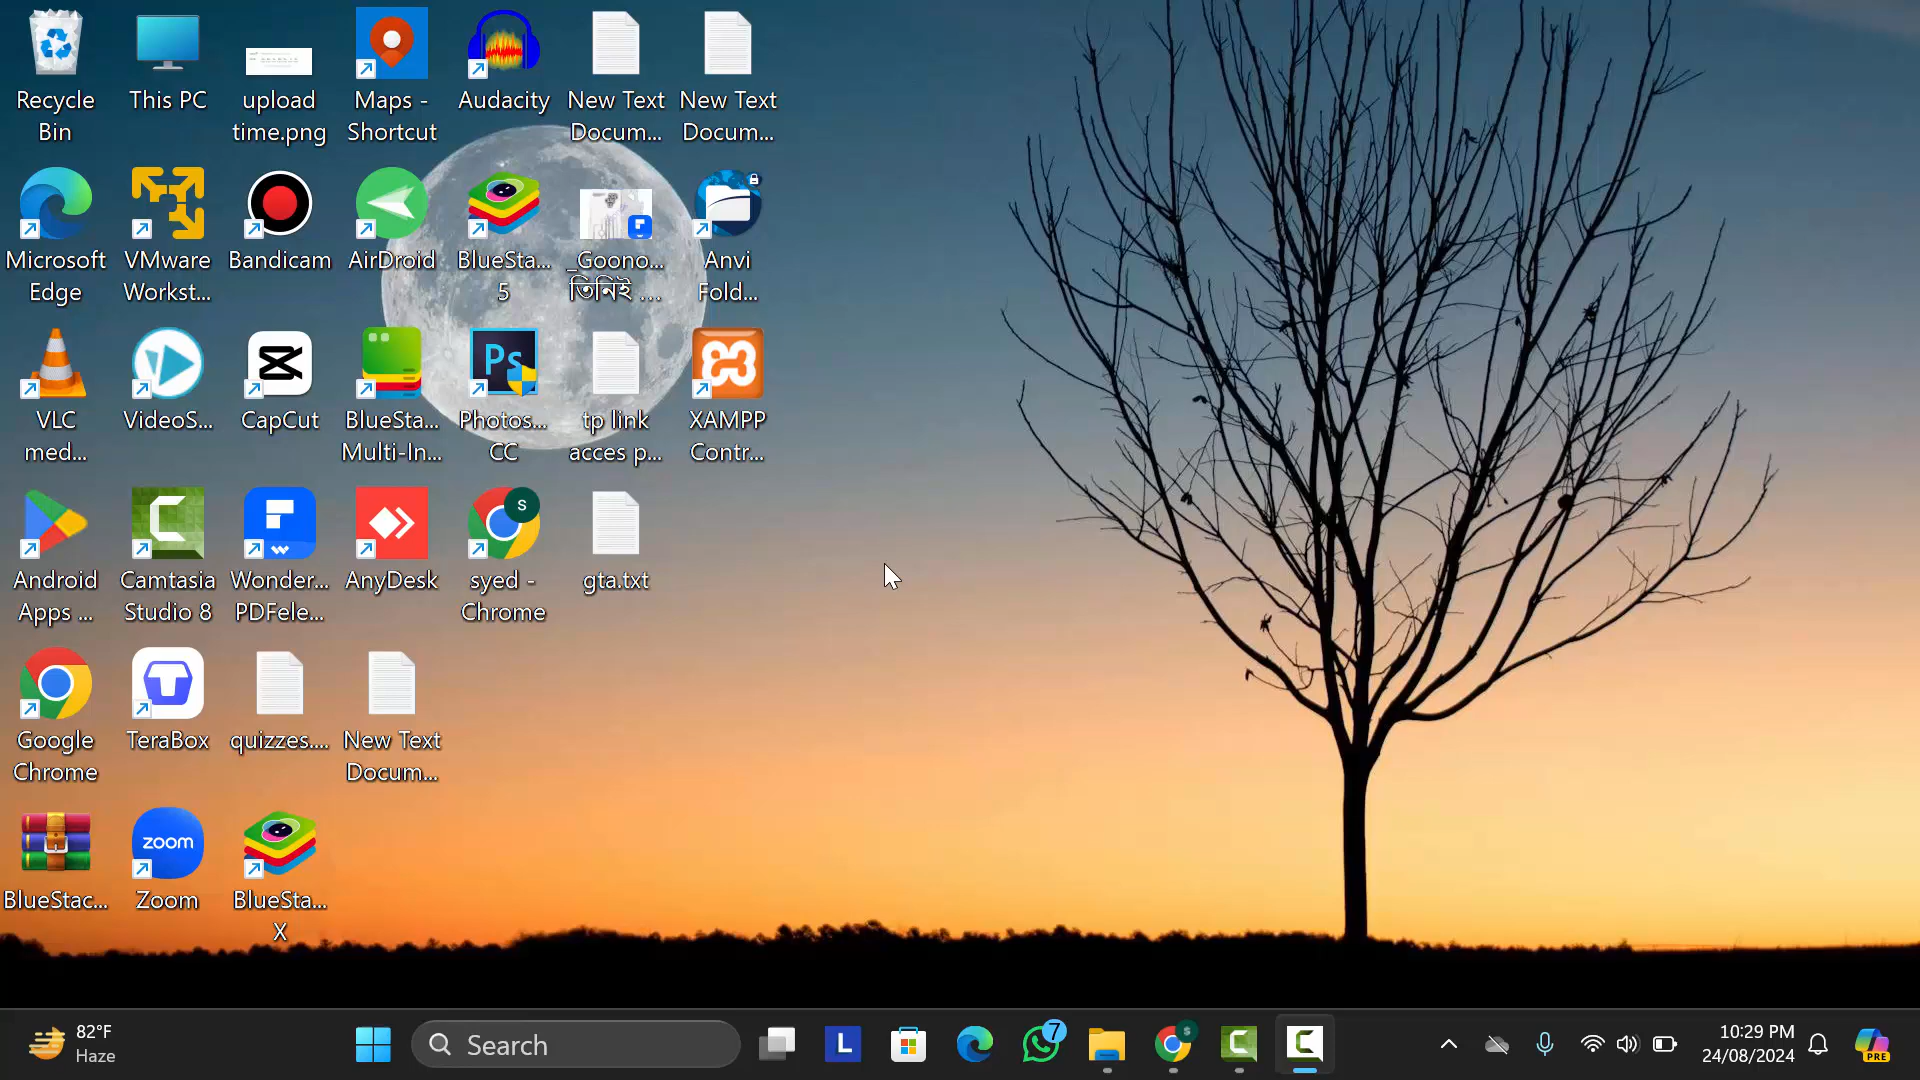 Recycle
Bin
This PC
upload
time.png
Maps -
Shortcut
Audacity
New Text
Docum...
New Text
Docum...
Microsoft
Edge
VMware
Workst...
Bandicam
AirDroid
BlueSta...
5
_Goono...
তিনিই ...
Anvi
Fold...
VLC
med...
VideoS...
CapCut
BlueSta...
Multi-In...
Ps
Photos...
CC
tp link
acces p...
XAMPP
Contr...
Android
Apps ...
Camtasia
Studio 8
Wonder...
PDFele...
AnyDesk
S
syed -
Chrome
gta.txt
Google
Chrome
TeraBox
quizzes....
New Text
Docum...
BlueStac...
zoom
Zoom
BlueSta...
X
82°F
Haze
Search
L
7
10:29 PM
24/08/2024
PRE